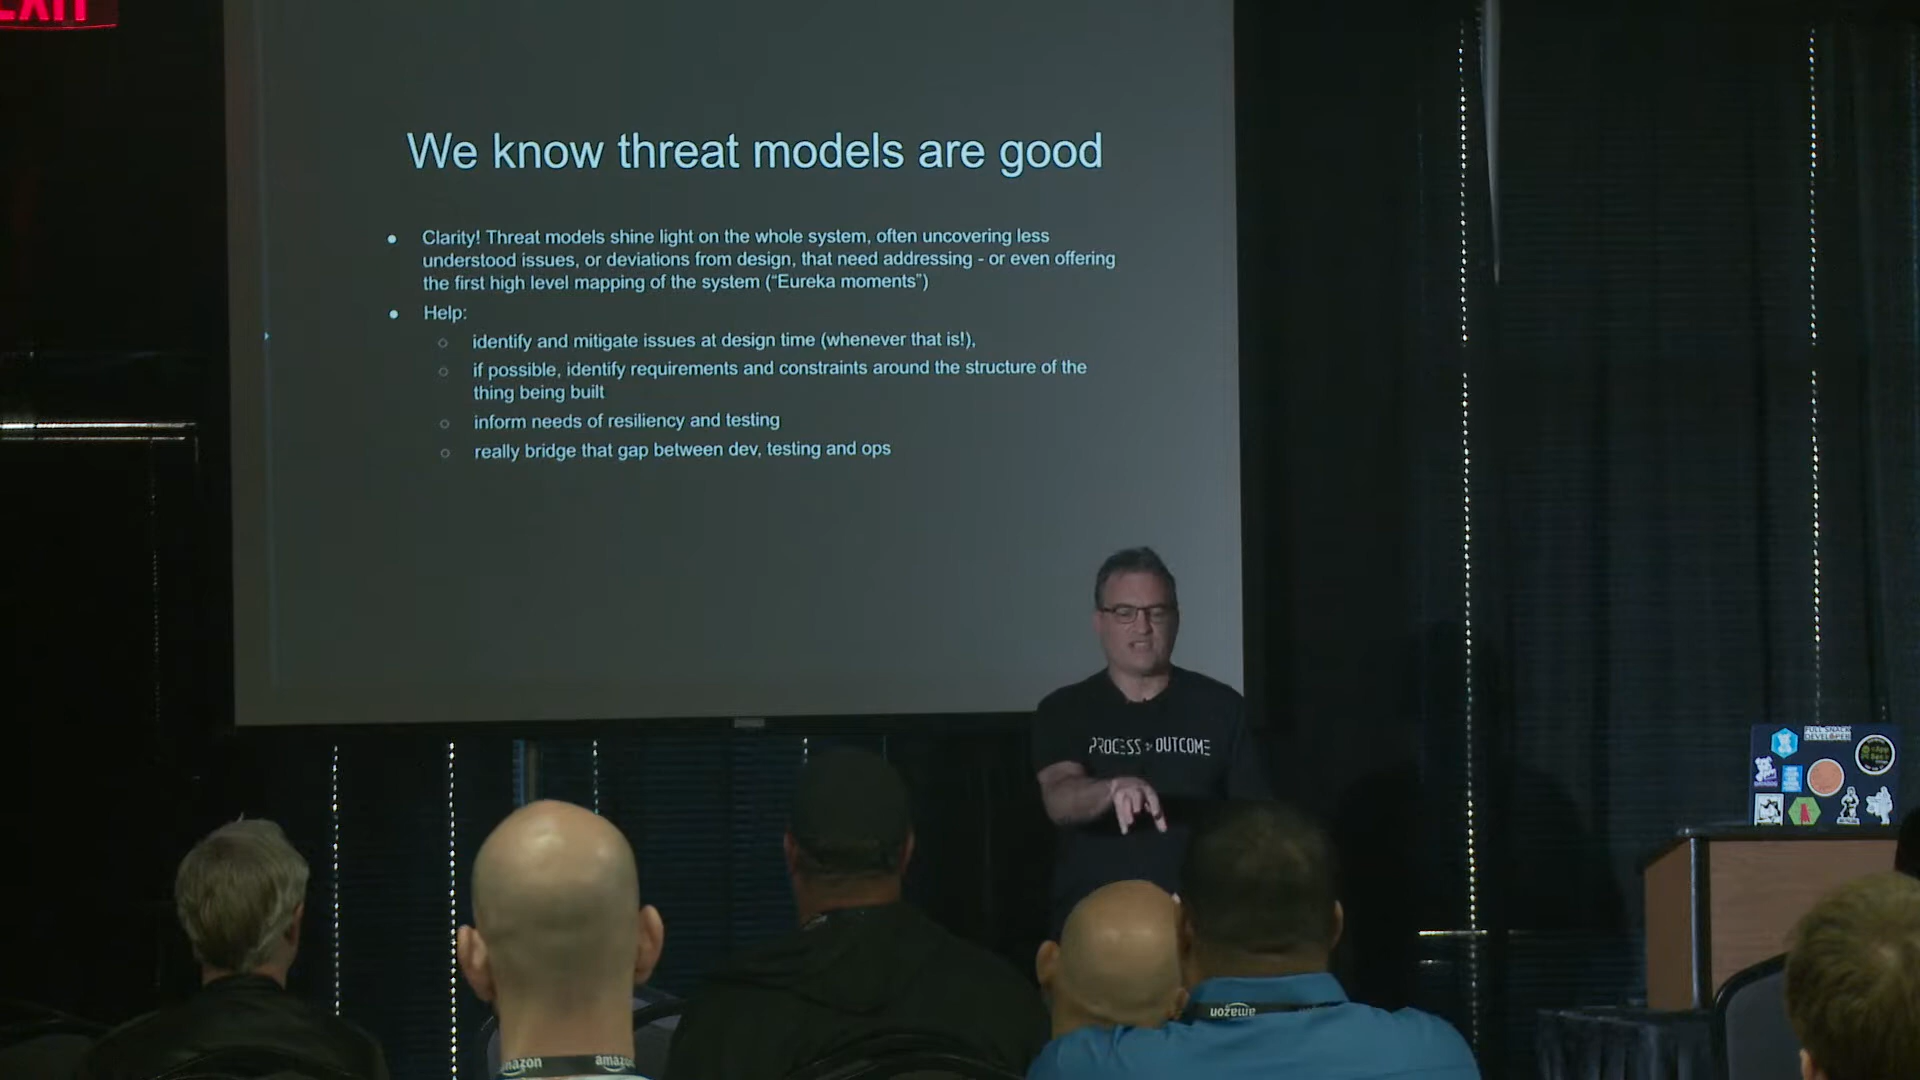 EXIT
We know threat models are good
Clarity! Threat models shine light on the whole system, often uncovering less
understood issues, or deviations from design, that need addressing - or even offering
the first high level mapping of the system (“Eureka moments”)
Help:
identify and mitigate issues at design time (whenever that is!),
if possible, identify requirements and constraints around the structure of the
thing being built
inform needs of resiliency and testing
really bridge that gap between dev, testing and ops
PROCESS > OUTCOME
FULL SNACK
DEVELOPER
amazon
amazon
amazon